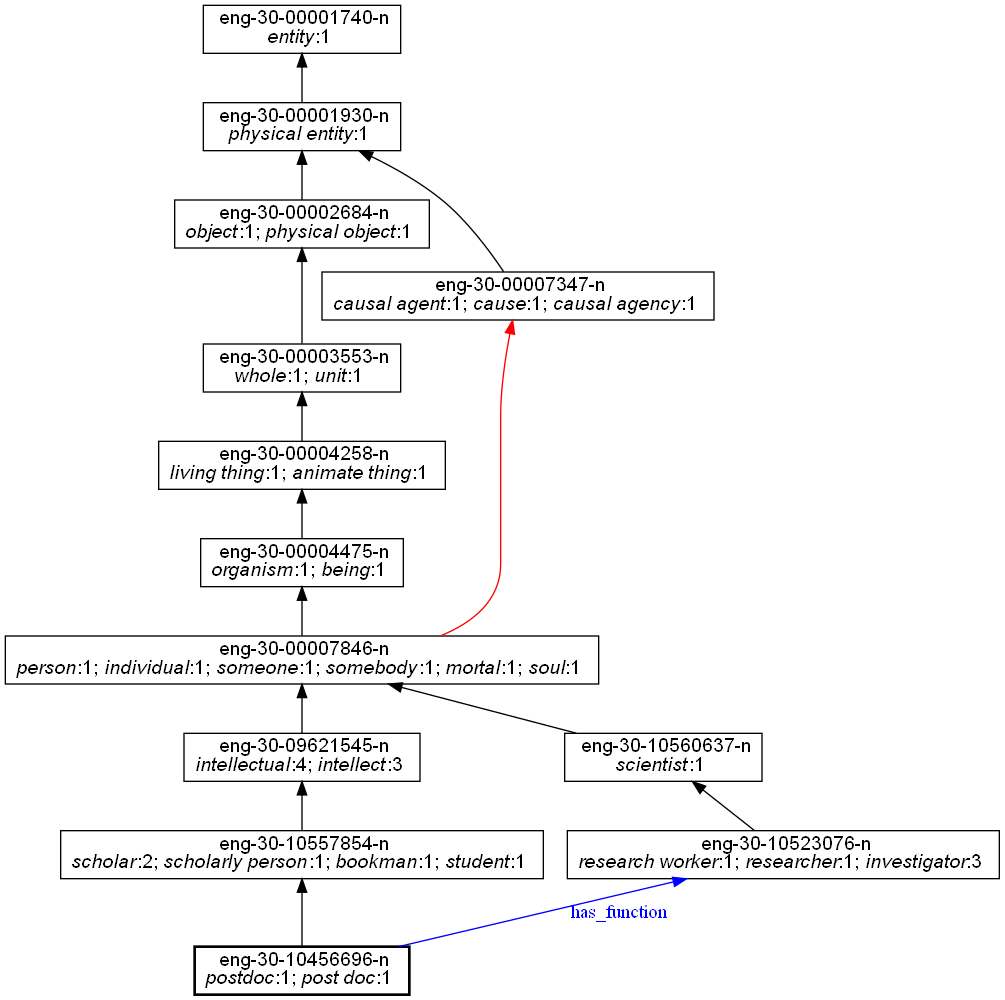 eng-30-00001740-n
entity:1
eng-30-00001930-n
physical entity:1
eng-30-00002684-n
object:1; physical object:1
eng-30-00007347-n
causal agent:1; cause:1; causal agency:1
eng-30-00003553-n
whole:1; unit:1
eng-30-00004258-n
living thing:1; animate thing:1
eng-30-00004475-n
organism:1; being:1
eng-30-00007846-n
person:1; individual:1; someone:1; somebody:1; mortal:1; soul:1
eng-30-09621545-n
intellectual:4; intellect:3
eng-30-10560637-n
scientist:1
eng-30-10557854-n
scholar:2; scholarly person:1; bookman:1; student:1
eng-30-10523076-n
research worker:1; researcher:1; investigator:3
has_function
eng-30-10456696-n
postdoc:1; post doc:1